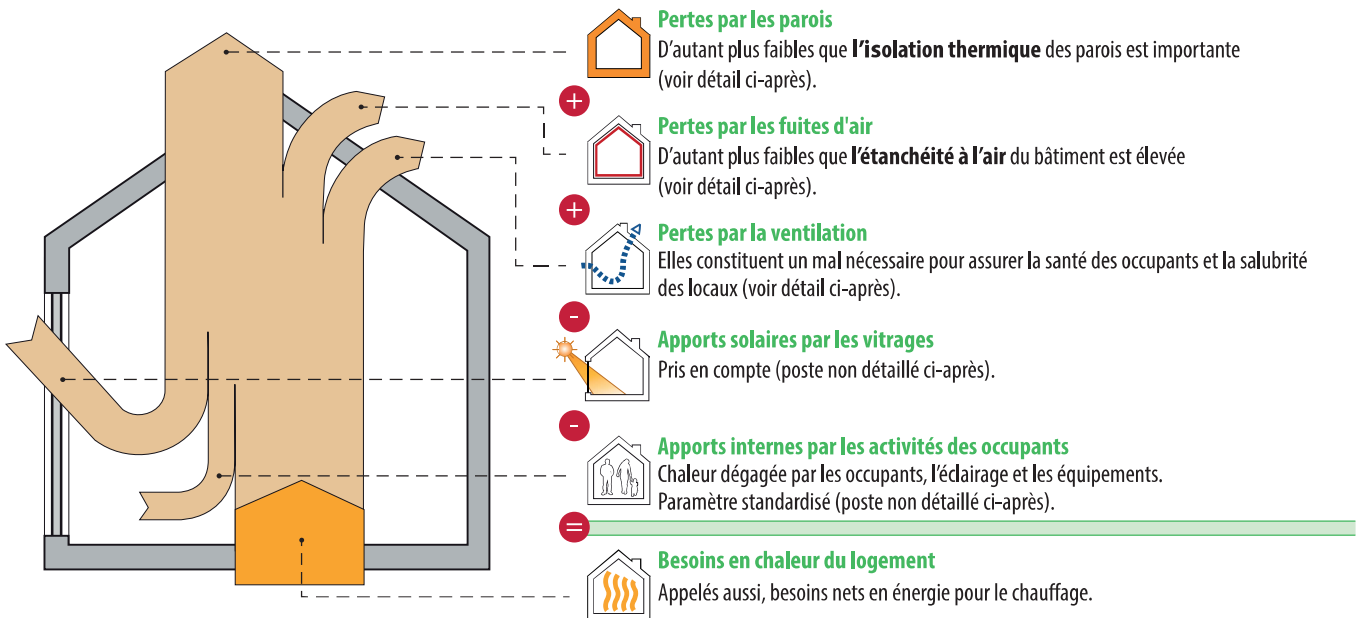 Pertes par les parois
D'autant plus faibles que l'isolation thermique des parois est importante
(voir détail ci-après).
+
Pertes par les fuites d'air
D'autant plus faibles que l'étanchéité à l'air du bâtiment est élevée
(voir détail ci-après).
+
Pertes par la ventilation
Elles constituent un mal nécessaire pour assurer la santé des occupants et la salubrité
des locaux (voir détail ci-après).
-
Apports solaires par les vitrages
Pris en compte (poste non détaillé ci-après).
-
Apports internes par les activités des occupants
Chaleur dégagée par les occupants, l'éclairage et les équipements.
Paramètre standardisé (poste non détaillé ci-après).
=
Besoins en chaleur du logement
Appelés aussi, besoins nets en énergie pour le chauffage.